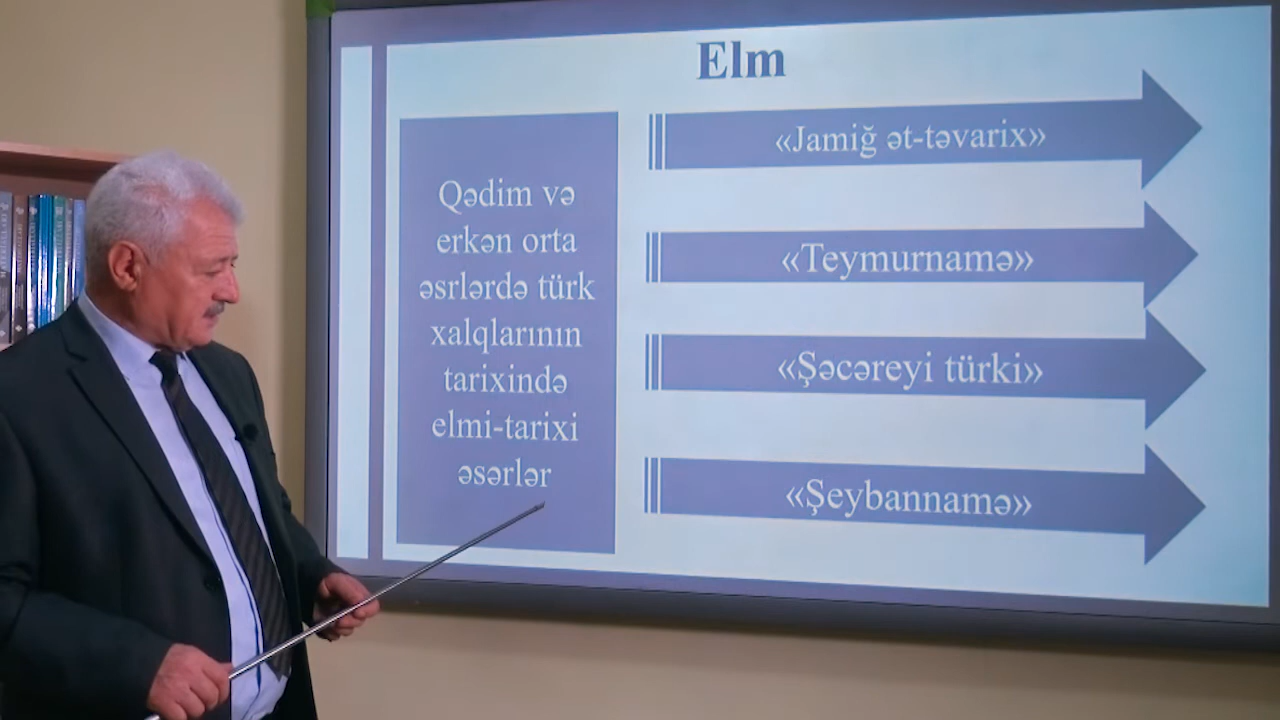 Elm
Qədim və
erkən orta
əsrlərdə türk
xalqlarının
tarixində
elmi-tarixi
əsərlər
«Jamiğ ət-təvarix»
«Teymurnamə»
«Şəcəreyi türki»
«Şeybannamə»